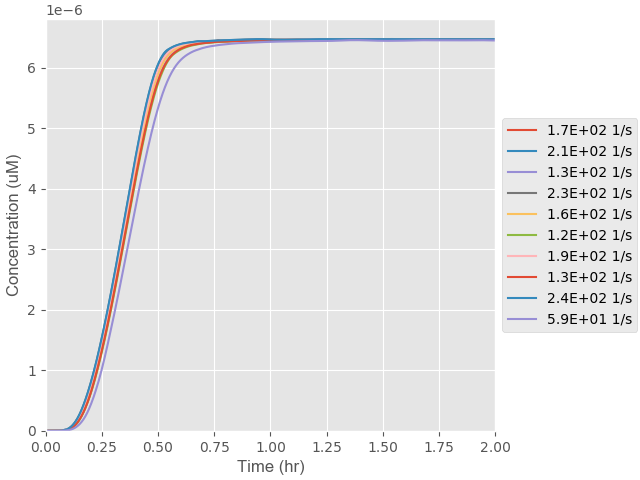 1e−6
6
5
4
3
2
1
0
Concentration (uM)
0.00 0.25 0.50 0.75 1.00 1.25 1.50 1.75 2.00
Time (hr)
1.7E+02 1/s
2.1E+02 1/s
1.3E+02 1/s
2.3E+02 1/s
1.6E+02 1/s
1.2E+02 1/s
1.9E+02 1/s
1.3E+02 1/s
2.4E+02 1/s
5.9E+01 1/s